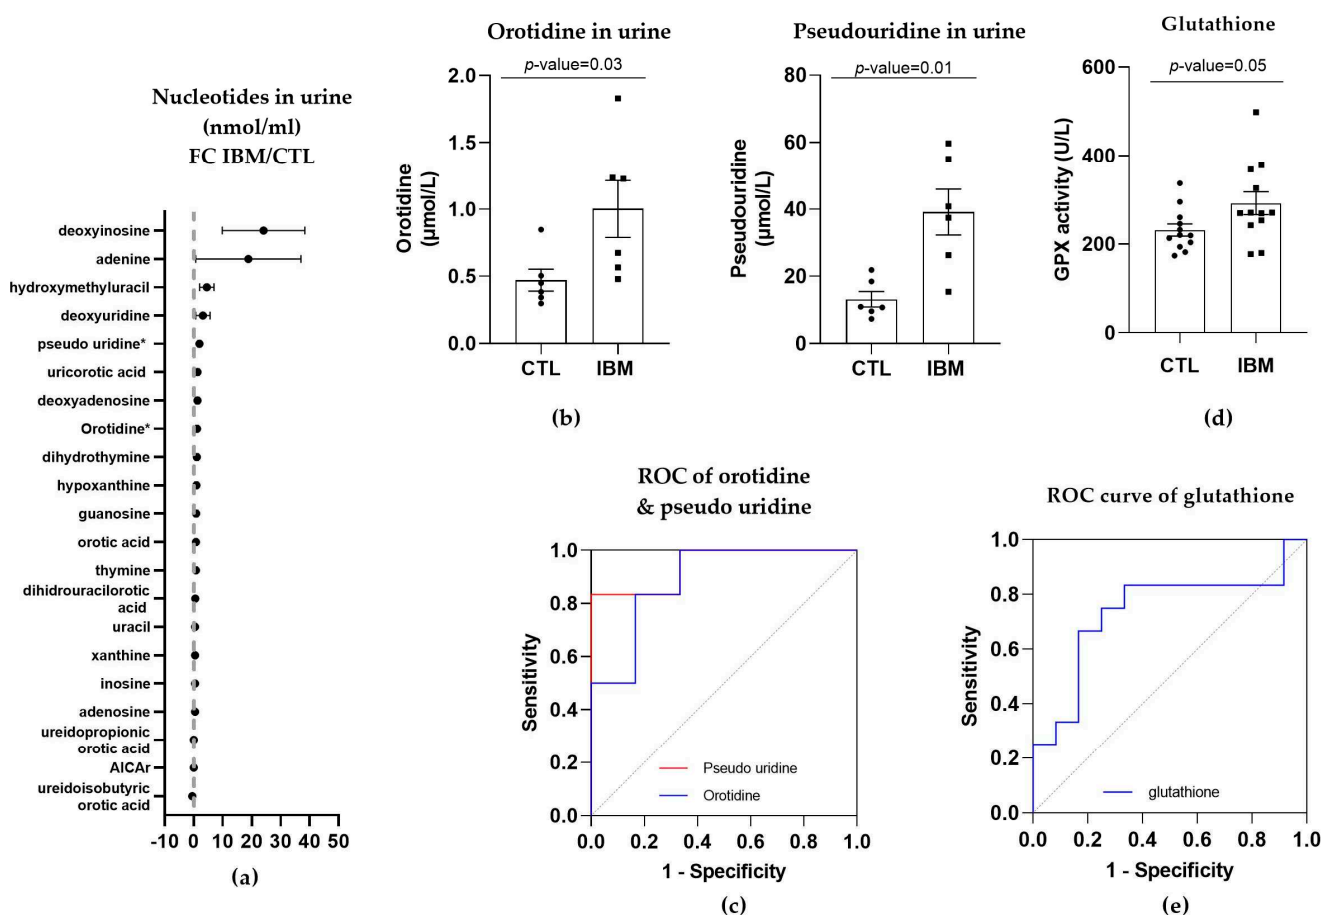 Nucleotides in urine
(nmol/ml)
FC IBM/CTL
deoxyinosine
adenine
hydroxymethyluracil
deoxyuridine
pseudo uridine*
uricorotic acid
deoxyadenosine
Orotidine*
dihydrothymine
hypoxanthine
guanosine
orotic acid
thymine
dihidrouracilorotic
acid
uracil
xanthine
inosine
adenosine
ureidopropionic
orotic acid
AICAr
ureidoisobutyric
orotic acid
-10 0 10 20 30 40 50
(a)
Orotidine in urine
p-value=0.03
2.0
1.5
1.0
0.5
0.0
Orotidine
(µmol/L)
CTL IBM
(b)
Pseudouridine in urine
p-value=0.01
80
60
40
20
0
Pseudouridine
(µmol/L)
CTL IBM
Glutathione
p-value=0.05
600
400
200
0
GPX activity (U/L)
CTL IBM
(d)
ROC of orotidine
& pseudo uridine
1.0
0.8
0.6
0.4
0.2
0.0
Sensitivity
Pseudo uridine
Orotidine
0.0 0.2 0.4 0.6 0.8 1.0
1 - Specificity
(c)
ROC curve of glutathione
1.0
0.8
0.6
0.4
0.2
0.0
Sensitivity
glutathione
0.0 0.2 0.4 0.6 0.8 1.0
1 - Specificity
(e)